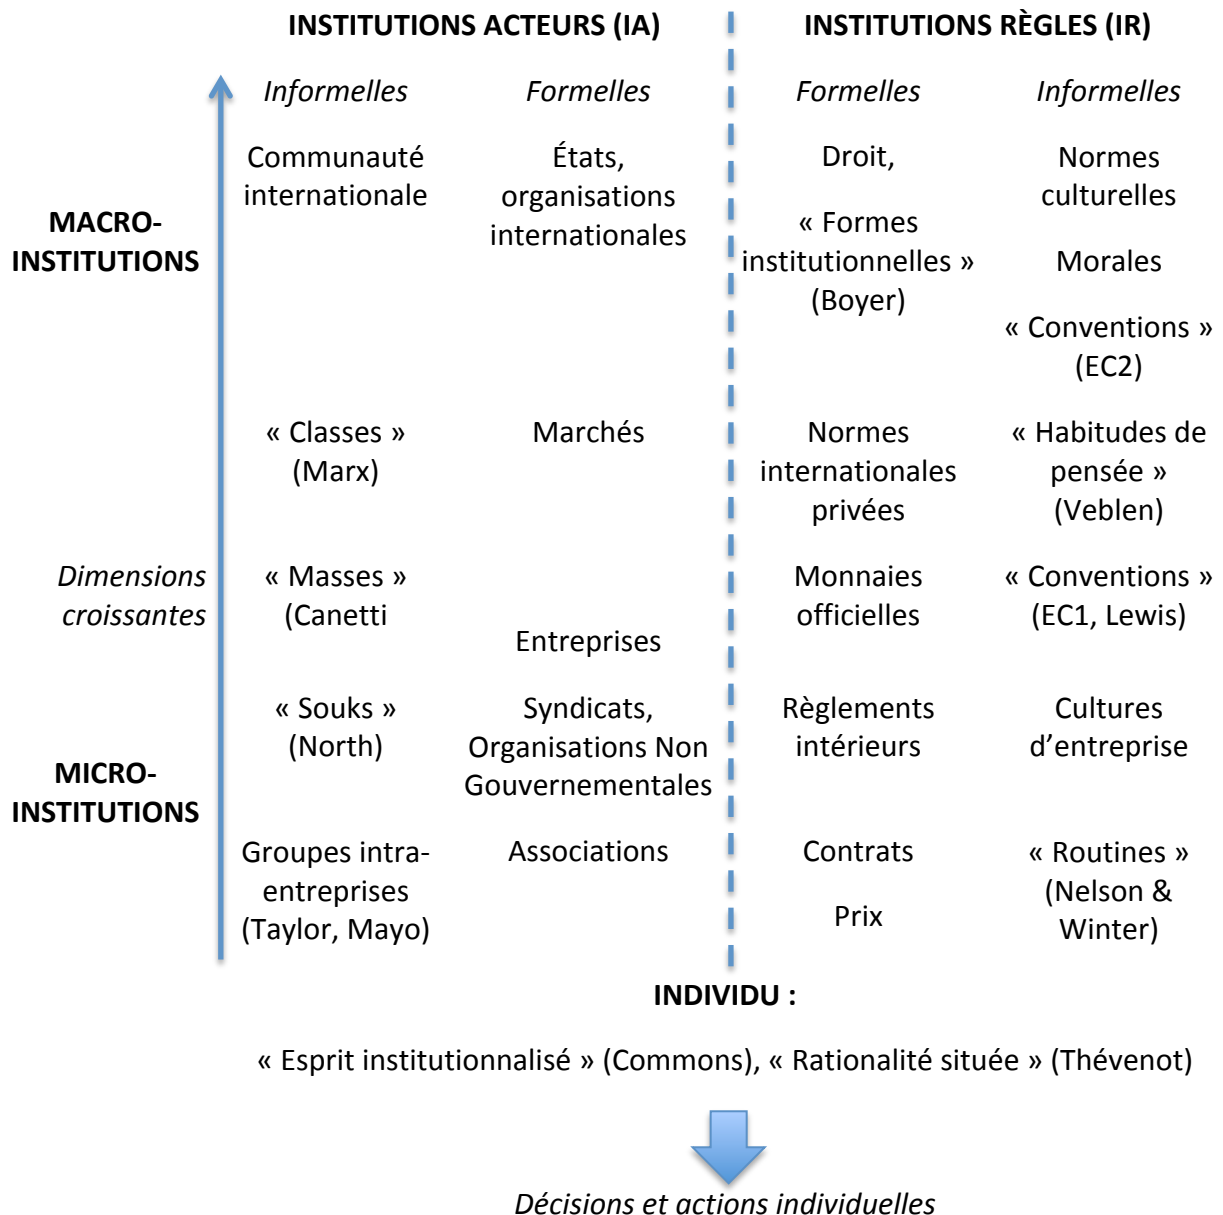 INSTITUTIONS ACTEURS (IA)
INSTITUTIONS RÈGLES (IR)
Informelles
Formelles
Formelles
Informelles
MACRO-
INSTITUTIONS
Communauté
internationale
États,
organisations
internationales
Droit,
« Formes
institutionnelles »
(Boyer)
Normes
culturelles
Morales
« Conventions »
(EC2)
« Classes »
(Marx)
Marchés
Normes
internationales
privées
« Habitudes de
pensée »
(Veblen)
Dimensions
croissantes
« Masses »
(Canetti
Entreprises
Monnaies
officielles
« Conventions »
(EC1, Lewis)
MICRO-
INSTITUTIONS
« Souks »
(North)
Syndicats,
Organisations Non
Gouvernementales
Règlements
intérieurs
Cultures
d’entreprise
Groupes intra-
entreprises
(Taylor, Mayo)
Associations
Contrats
Prix
« Routines »
(Nelson &
Winter)
INDIVIDU :
« Esprit institutionnalisé » (Commons), « Rationalité située » (Thévenot)
Décisions et actions individuelles